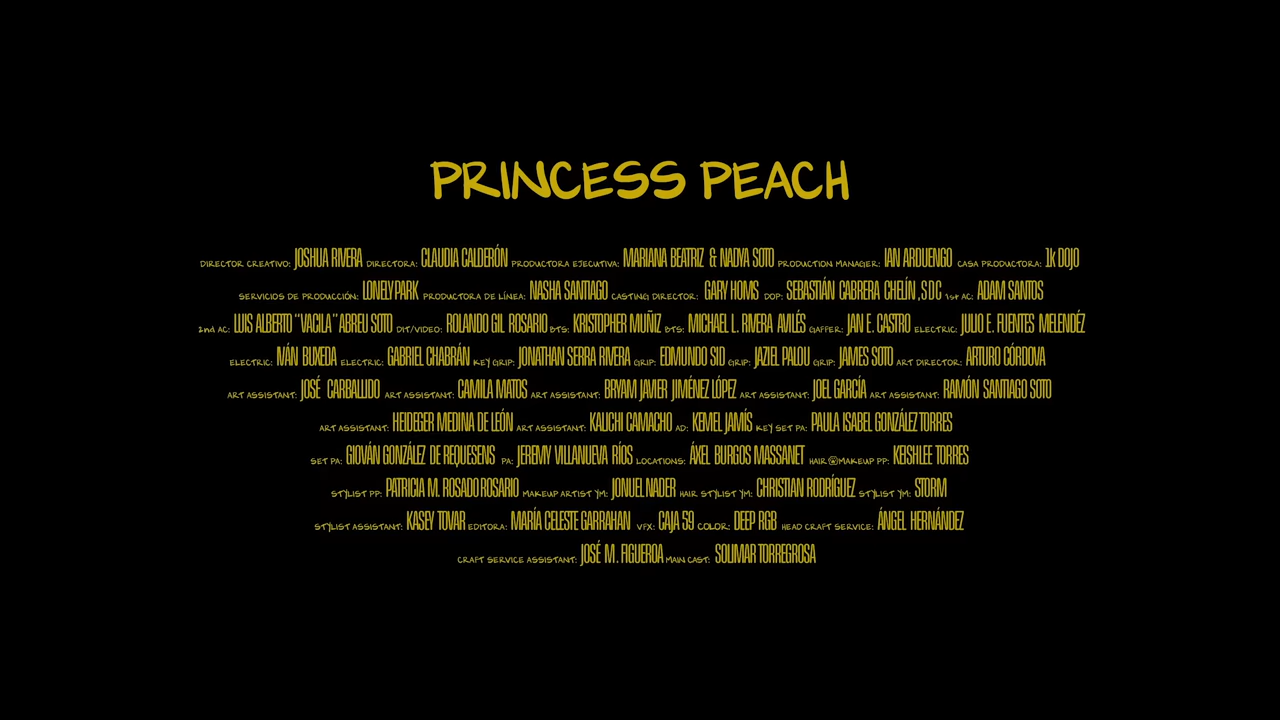 PRINCESS PEACH
DIRECTOR CREATIVO: JOSHUA RIVERA DIRECTORA: CLAUDIA CALDERÓN PRODUCTORA EJECUTIVA: MARIANA BEATRIZ & NADYA SOTO PRODUCTION MANAGER: IAN ARDUENGO CASA PRODUCTORA: 1k DOJO
SERVICIOS DE PRODUCCIÓN: LONELY PARK PRODUCTORA DE LÍNEA: NASHA SANTIAGO CASTING DIRECTOR: GARY HOMS DOP: SEBASTIÁN CABRERA CHELÍN, S D C 1st AC: ADAM SANTOS
2nd AC: LUIS ALBERTO "VACILA" ABREU SOTO DIT/VIDEO: ROLANDO GIL ROSARIO BTS: KRISTOPHER MUÑIZ BTS: MICHAEL L. RIVERA AVILÉS GAFFER: JAN E. CASTRO ELECTRIC: JULIO E. FUENTES MELENDÉZ
ELECTRIC: IVÁN BUXEDA ELECTRIC: GABRIEL CHABRÁN KEY GRIP: JONATHAN SERRA RIVERA GRIP: EDMUNDO SID GRIP: JAZIEL PALOU GRIP: JAMES SOTO ART DIRECTOR: ARTURO CÓRDOVA
ART ASSISTANT: JOSÉ CARBALLIDO ART ASSISTANT: CAMILA MATOS ART ASSISTANT: BRYAM JAVIER JIMÉNEZ LÓPEZ ART ASSISTANT: JOEL GARCÍA ART ASSISTANT: RAMÓN SANTIAGO SOTO
ART ASSISTANT: HEIDEGER MEDINA DE LEÓN ART ASSISTANT: KALICHI CAMACHO AD: KEMEL JAMÍS KEY SET PA: PAULA ISABEL GONZÁLEZ TORRES
SET PA: GIOVÁN GONZÁLEZ DE REQUESENS PA: JEREMY VILLANUEVA RÍOS LOCATIONS: ÁXEL BURGOS MASSANET HAIR MAKEUP PP: KEISHLEE TORRES
STYLIST PP: PATRICIA M. ROSADO ROSARIO MAKEUP ARTIST YM: JONUEL NADER HAIR STYLIST YM: CHRISTIAN RODRÍGUEZ STYLIST YM: STORM
STYLIST ASSISTANT: KASEY TOVAR EDITORA: MARÍA CELESTE GARRAHAN VFX: CAJA 59 COLOR: DEEP RGB HEAD CRAFT SERVICE: ÁNGEL HERNÁNDEZ
CRAFT SERVICE ASSISTANT: JOSÉ M. FIGUEROA MAIN CAST: SOLIMAR TORREGROSA